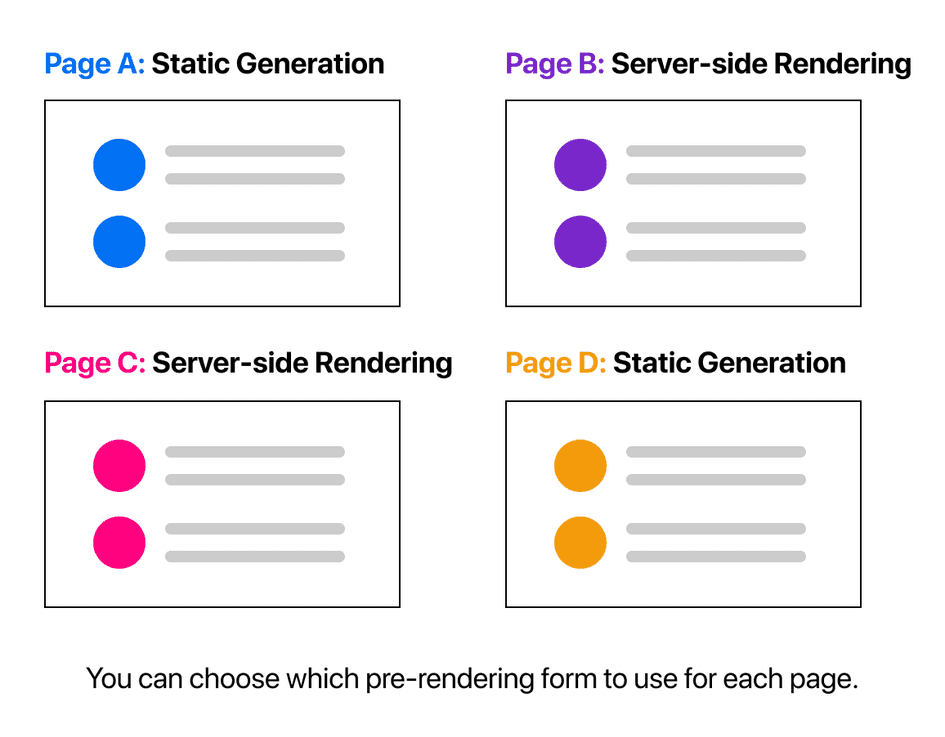 Page A: Static Generation
Page B: Server-side Rendering
Page C: Server-side Rendering
Page D: Static Generation
You can choose which pre-rendering form to use for each page.